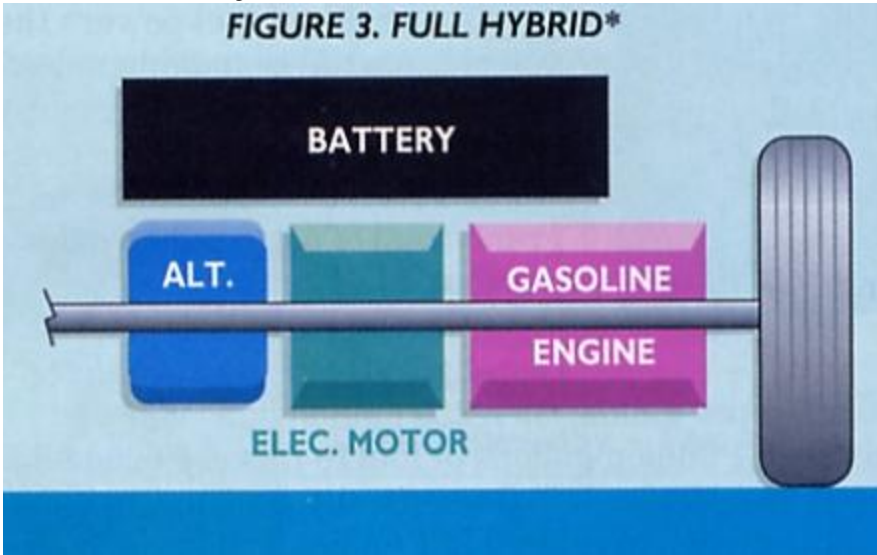 FIGURE 3. FULL HYBRID*
BATTERY
ALT.
GASOLINE
ENGINE
ELEC. MOTOR